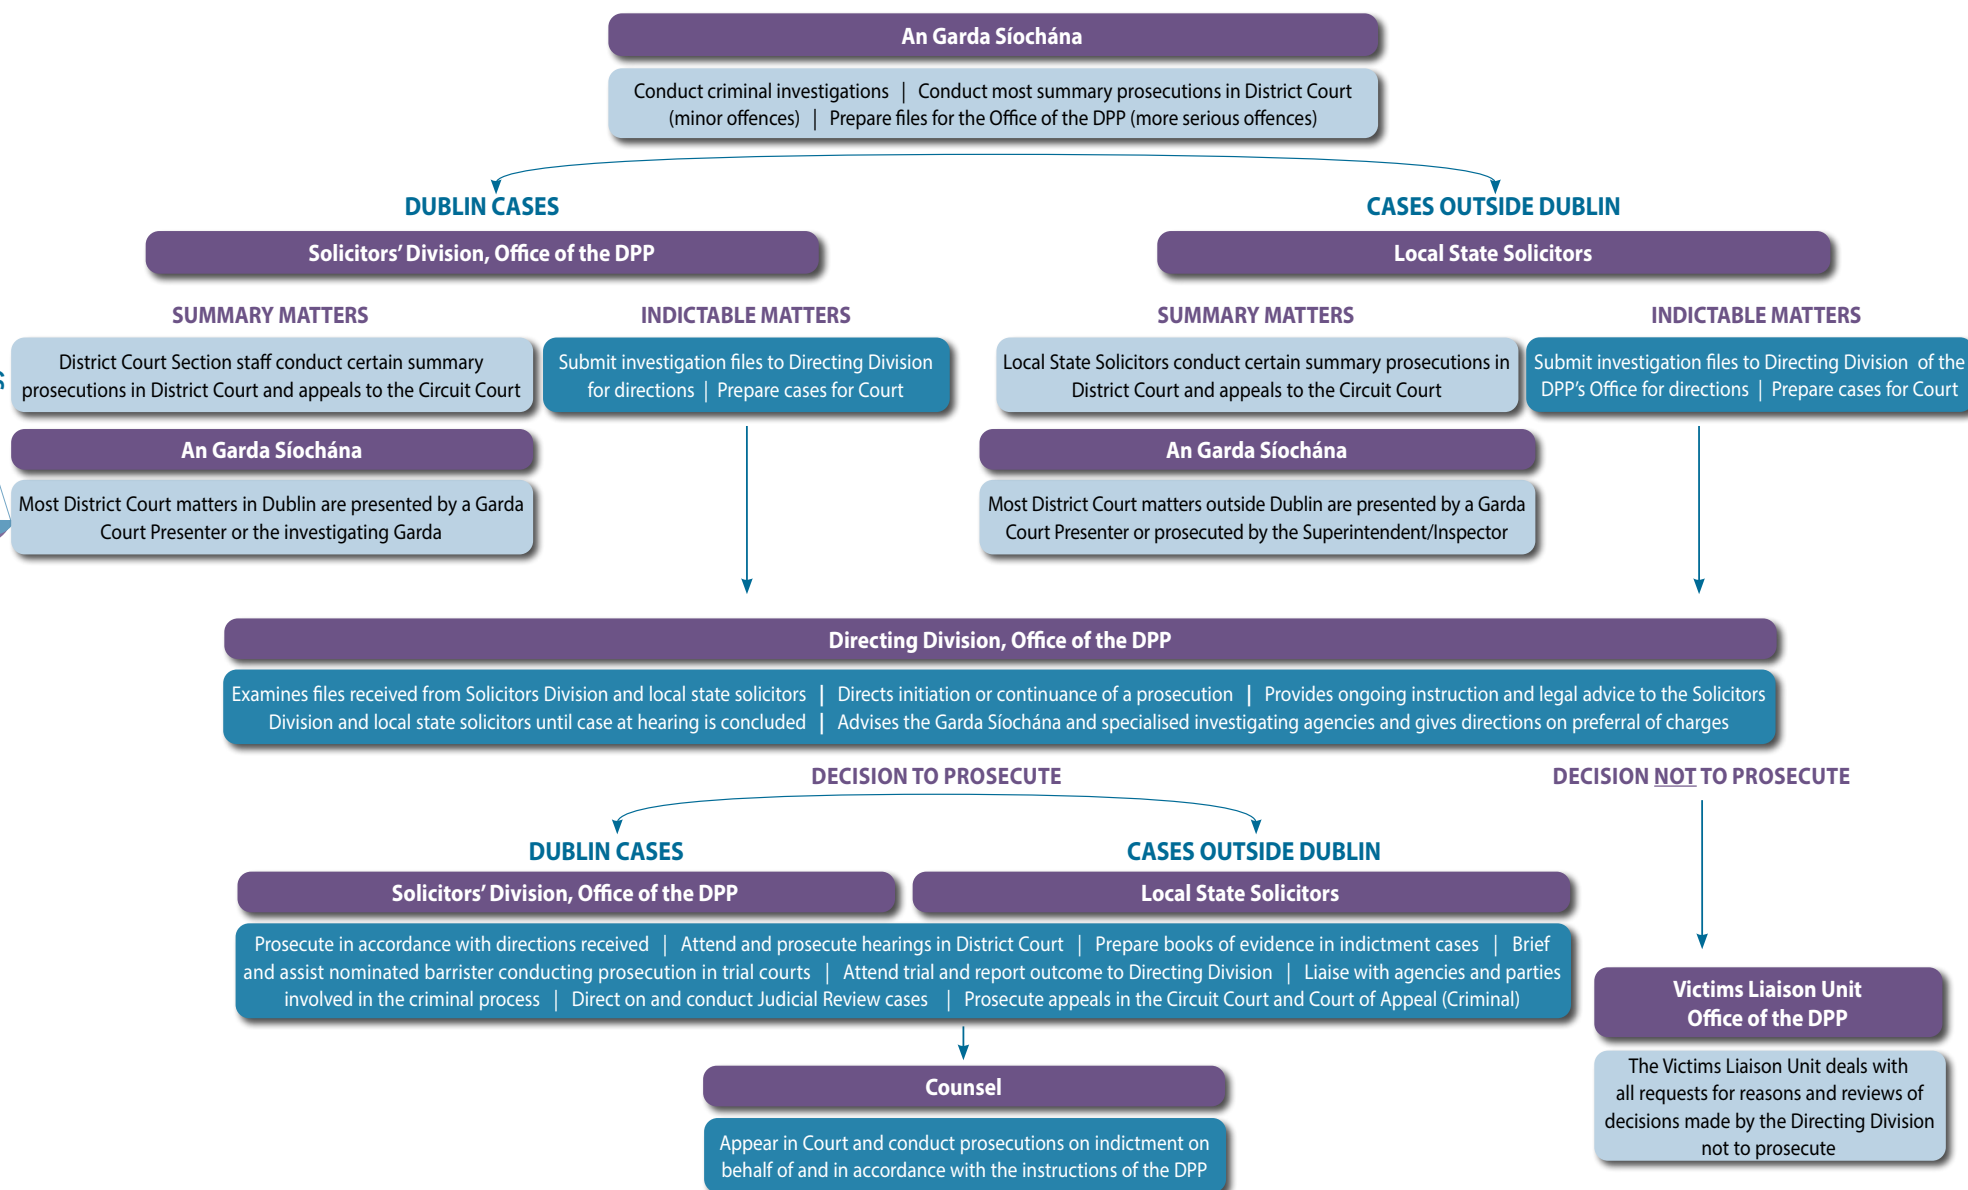 An Garda Síochána
Conduct criminal investigations | Conduct most summary prosecutions in District Court
(minor offences) | Prepare files for the Office of the DPP (more serious offences)
DUBLIN CASES
Solicitors' Division, Office of the DPP
SUMMARY MATTERS
District Court Section staff conduct certain summary
prosecutions in District Court and appeals to the Circuit Court
An Garda Síochána
Most District Court matters in Dublin are presented by a Garda
Court Presenter or the investigating Garda
INDICTABLE MATTERS
Submit investigation files to Directing Division
for directions | Prepare cases for Court
CASES OUTSIDE DUBLIN
Local State Solicitors
SUMMARY MATTERS
Local State Solicitors conduct certain summary prosecutions in
District Court and appeals to the Circuit Court
An Garda Síochána
Most District Court matters outside Dublin are presented by a Garda
Court Presenter or prosecuted by the Superintendent/Inspector
INDICTABLE MATTERS
Submit investigation files to Directing Division of the
DPP's Office for directions | Prepare cases for Court
Directing Division, Office of the DPP
Examines files received from Solicitors Division and local state solicitors | Directs initiation or continuance of a prosecution | Provides ongoing instruction and legal advice to the Solicitors
Division and local state solicitors until case at hearing is concluded | Advises the Garda Síochána and specialised investigating agencies and gives directions on preferral of charges
DECISION TO PROSECUTE
DUBLIN CASES
CASES OUTSIDE DUBLIN
Solicitors' Division, Office of the DPP
Local State Solicitors
Prosecute in accordance with directions received | Attend and prosecute hearings in District Court | Prepare books of evidence in indictment cases | Brief
and assist nominated barrister conducting prosecution in trial courts | Attend trial and report outcome to Directing Division | Liaise with agencies and parties
involved in the criminal process | Direct on and conduct Judicial Review cases | Prosecute appeals in the Circuit Court and Court of Appeal (Criminal)
Counsel
Appear in Court and conduct prosecutions on indictment on
behalf of and in accordance with the instructions of the DPP
DECISION NOT TO PROSECUTE
Victims Liaison Unit
Office of the DPP
The Victims Liaison Unit deals with
all requests for reasons and reviews of
decisions made by the Directing Division
not to prosecute